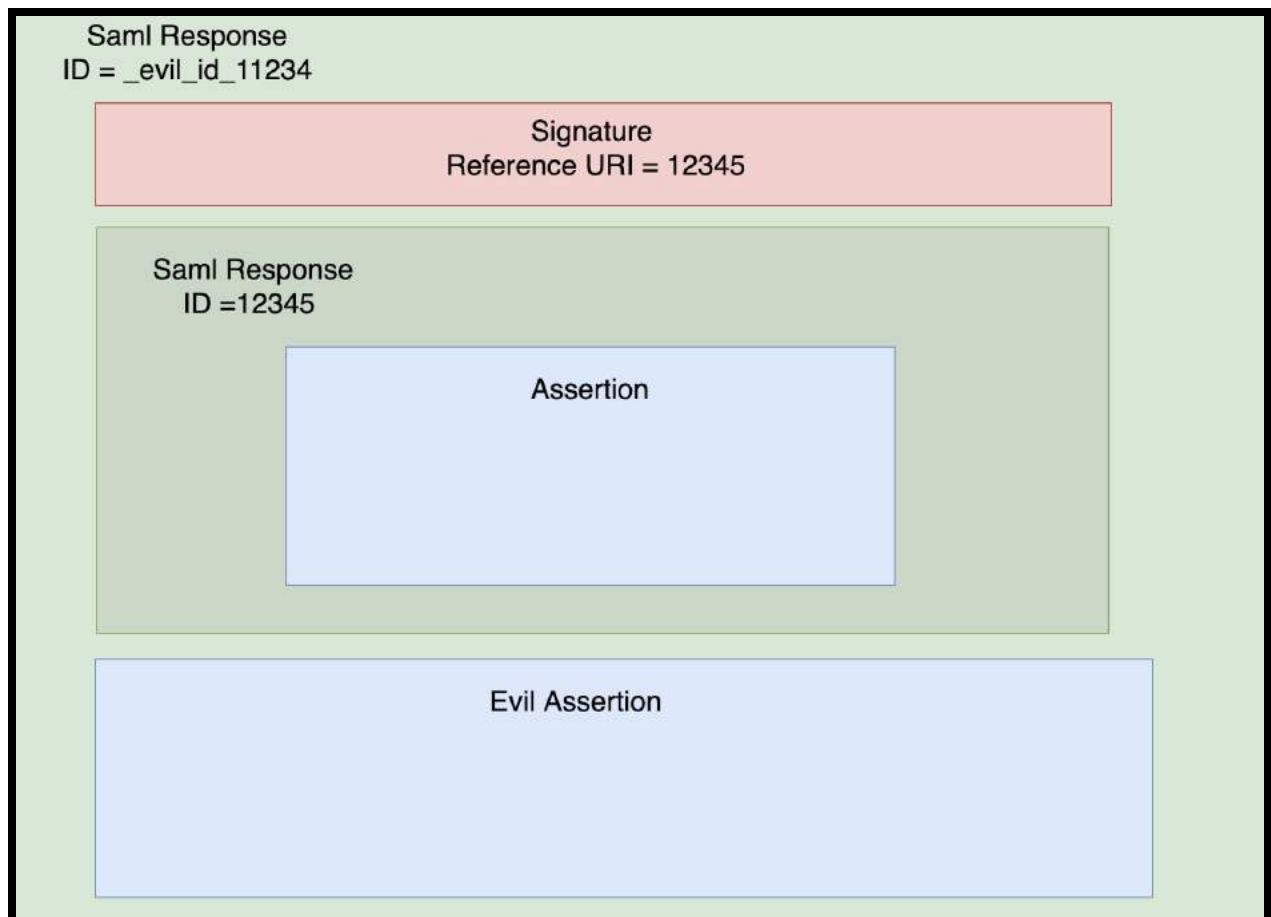 Saml Response
ID = _evil_id_11234
Signature
Reference URI = 12345
Saml Response
ID =12345
Assertion
Evil Assertion